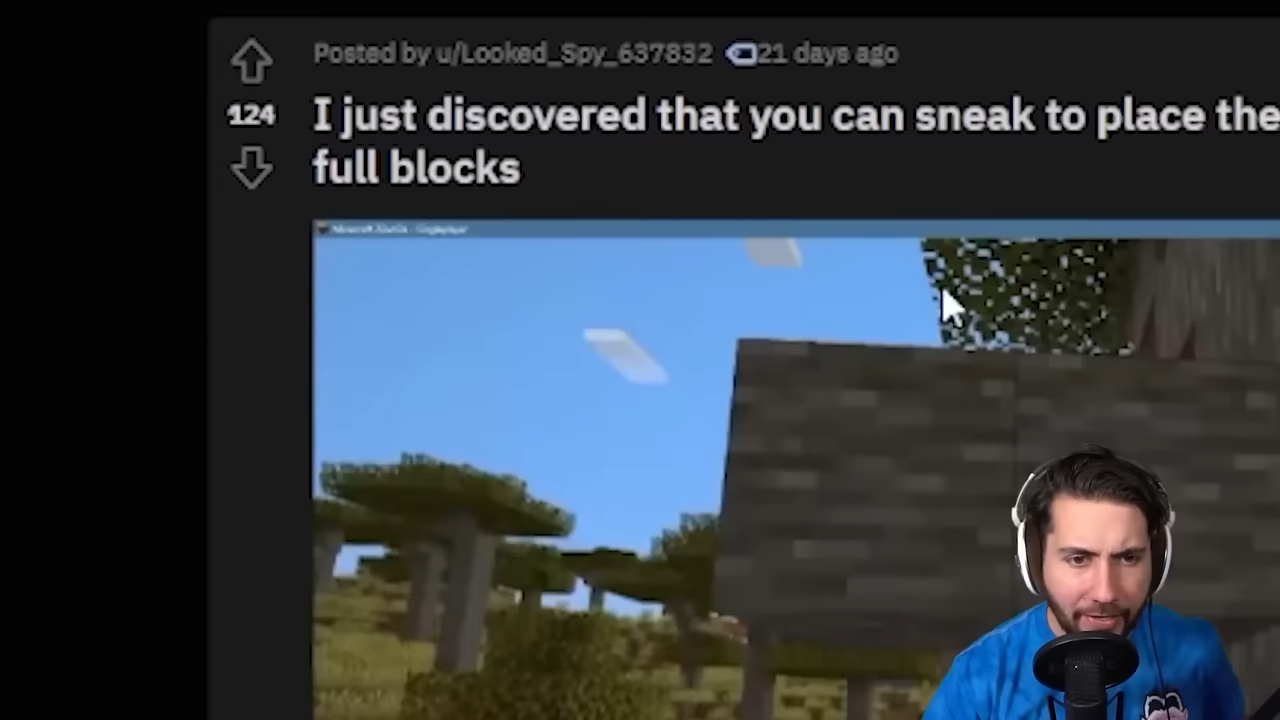 Posted by u/Looked_Spy_637832 21 days ago
124
I just discovered that you can sneak to place the
full blocks